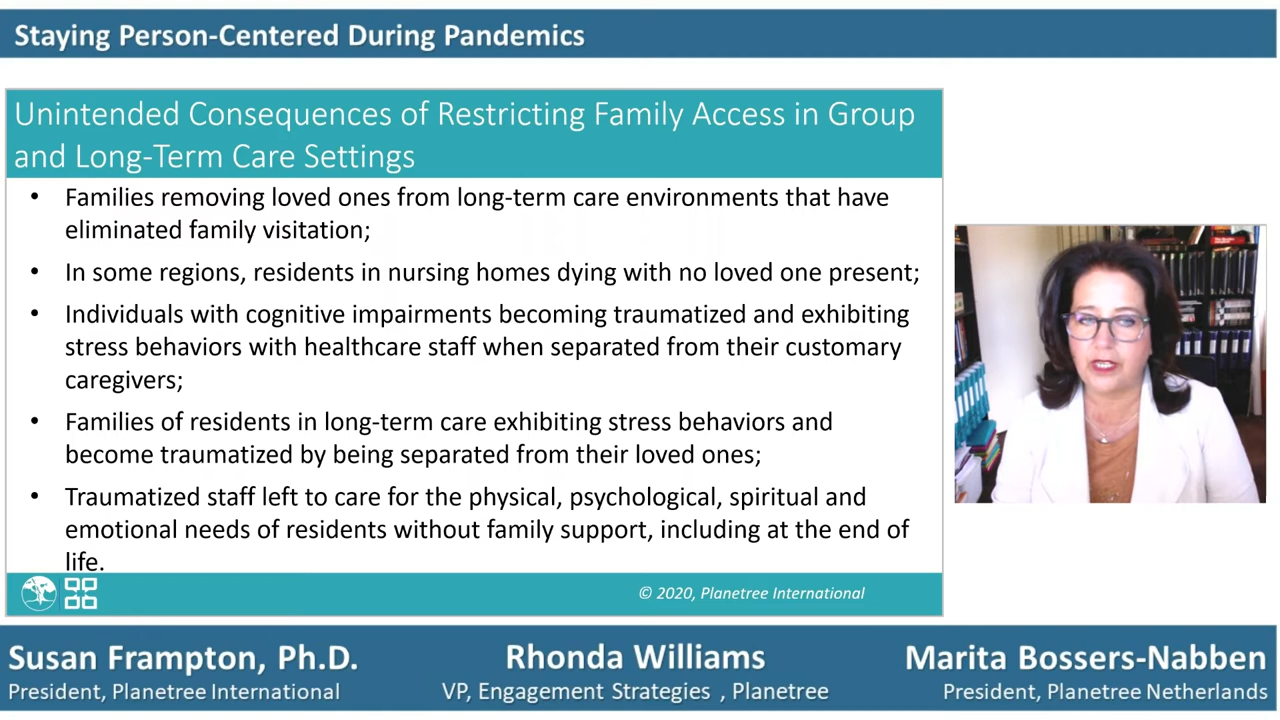 Staying Person-Centered During Pandemics
Unintended Consequences of Restricting Family Access in Group
and Long-Term Care Settings
• Families removing loved ones from long-term care environments that have
eliminated family visitation;
• In some regions, residents in nursing homes dying with no loved one present;
• Individuals with cognitive impairments becoming traumatized and exhibiting
stress behaviors with healthcare staff when separated from their customary
caregivers;
• Families of residents in long-term care exhibiting stress behaviors and
become traumatized by being separated from their loved ones;
• Traumatized staff left to care for the physical, psychological, spiritual and
emotional needs of residents without family support, including at the end of
life.
© 2020, Planetree International
Susan Frampton, Ph.D.
President, Planetree International
Rhonda Williams
VP, Engagement Strategies , Planetree
Marita Bossers-Nabben
President, Planetree Netherlands